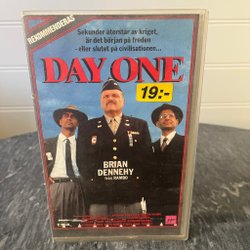 REKOMMENDERAS
Sekunder återstår av kriget,
är det början på freden
- eller slutet på civilisationen...
DAY ONE
19:-
BRIAN
DENNEHY
från RAMBO